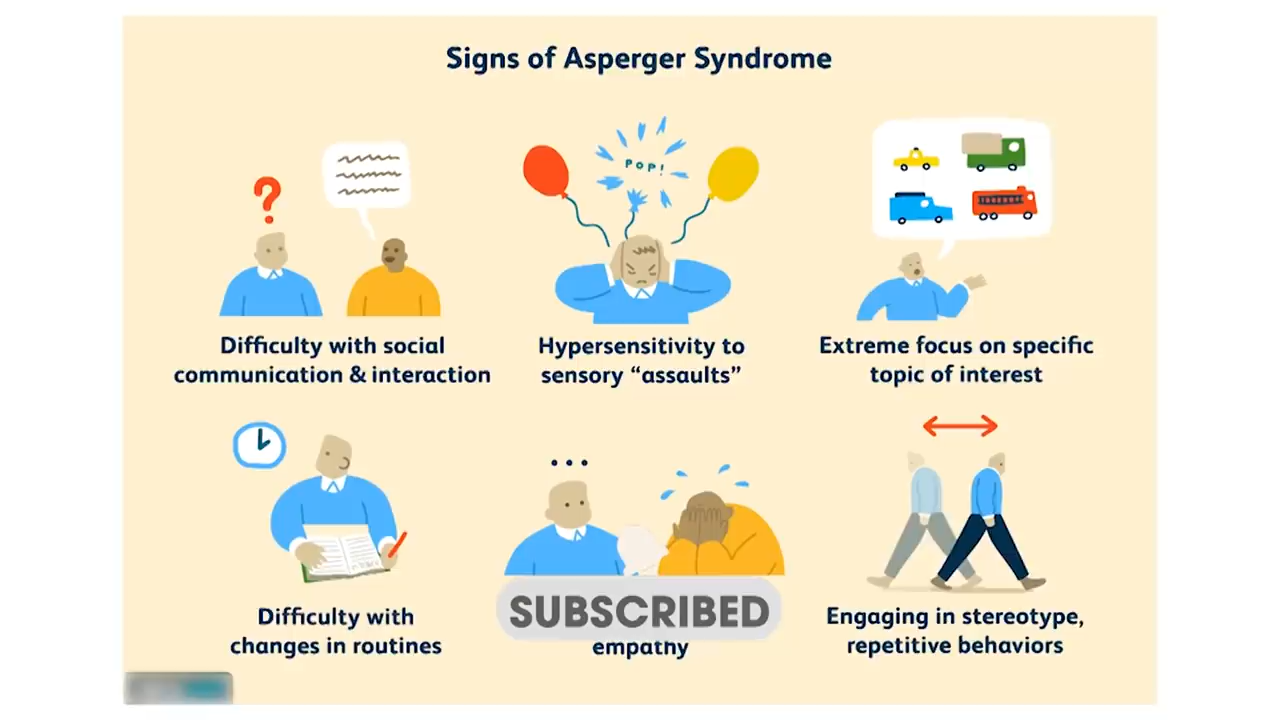 Signs of Asperger Syndrome
POP!
?
Difficulty with social
communication & interaction
Hypersensitivity to
sensory “assaults”
Extreme focus on specific
topic of interest
...
Difficulty with
changes in routines
SUBSCRIBED
empathy
Engaging in stereotype,
repetitive behaviors